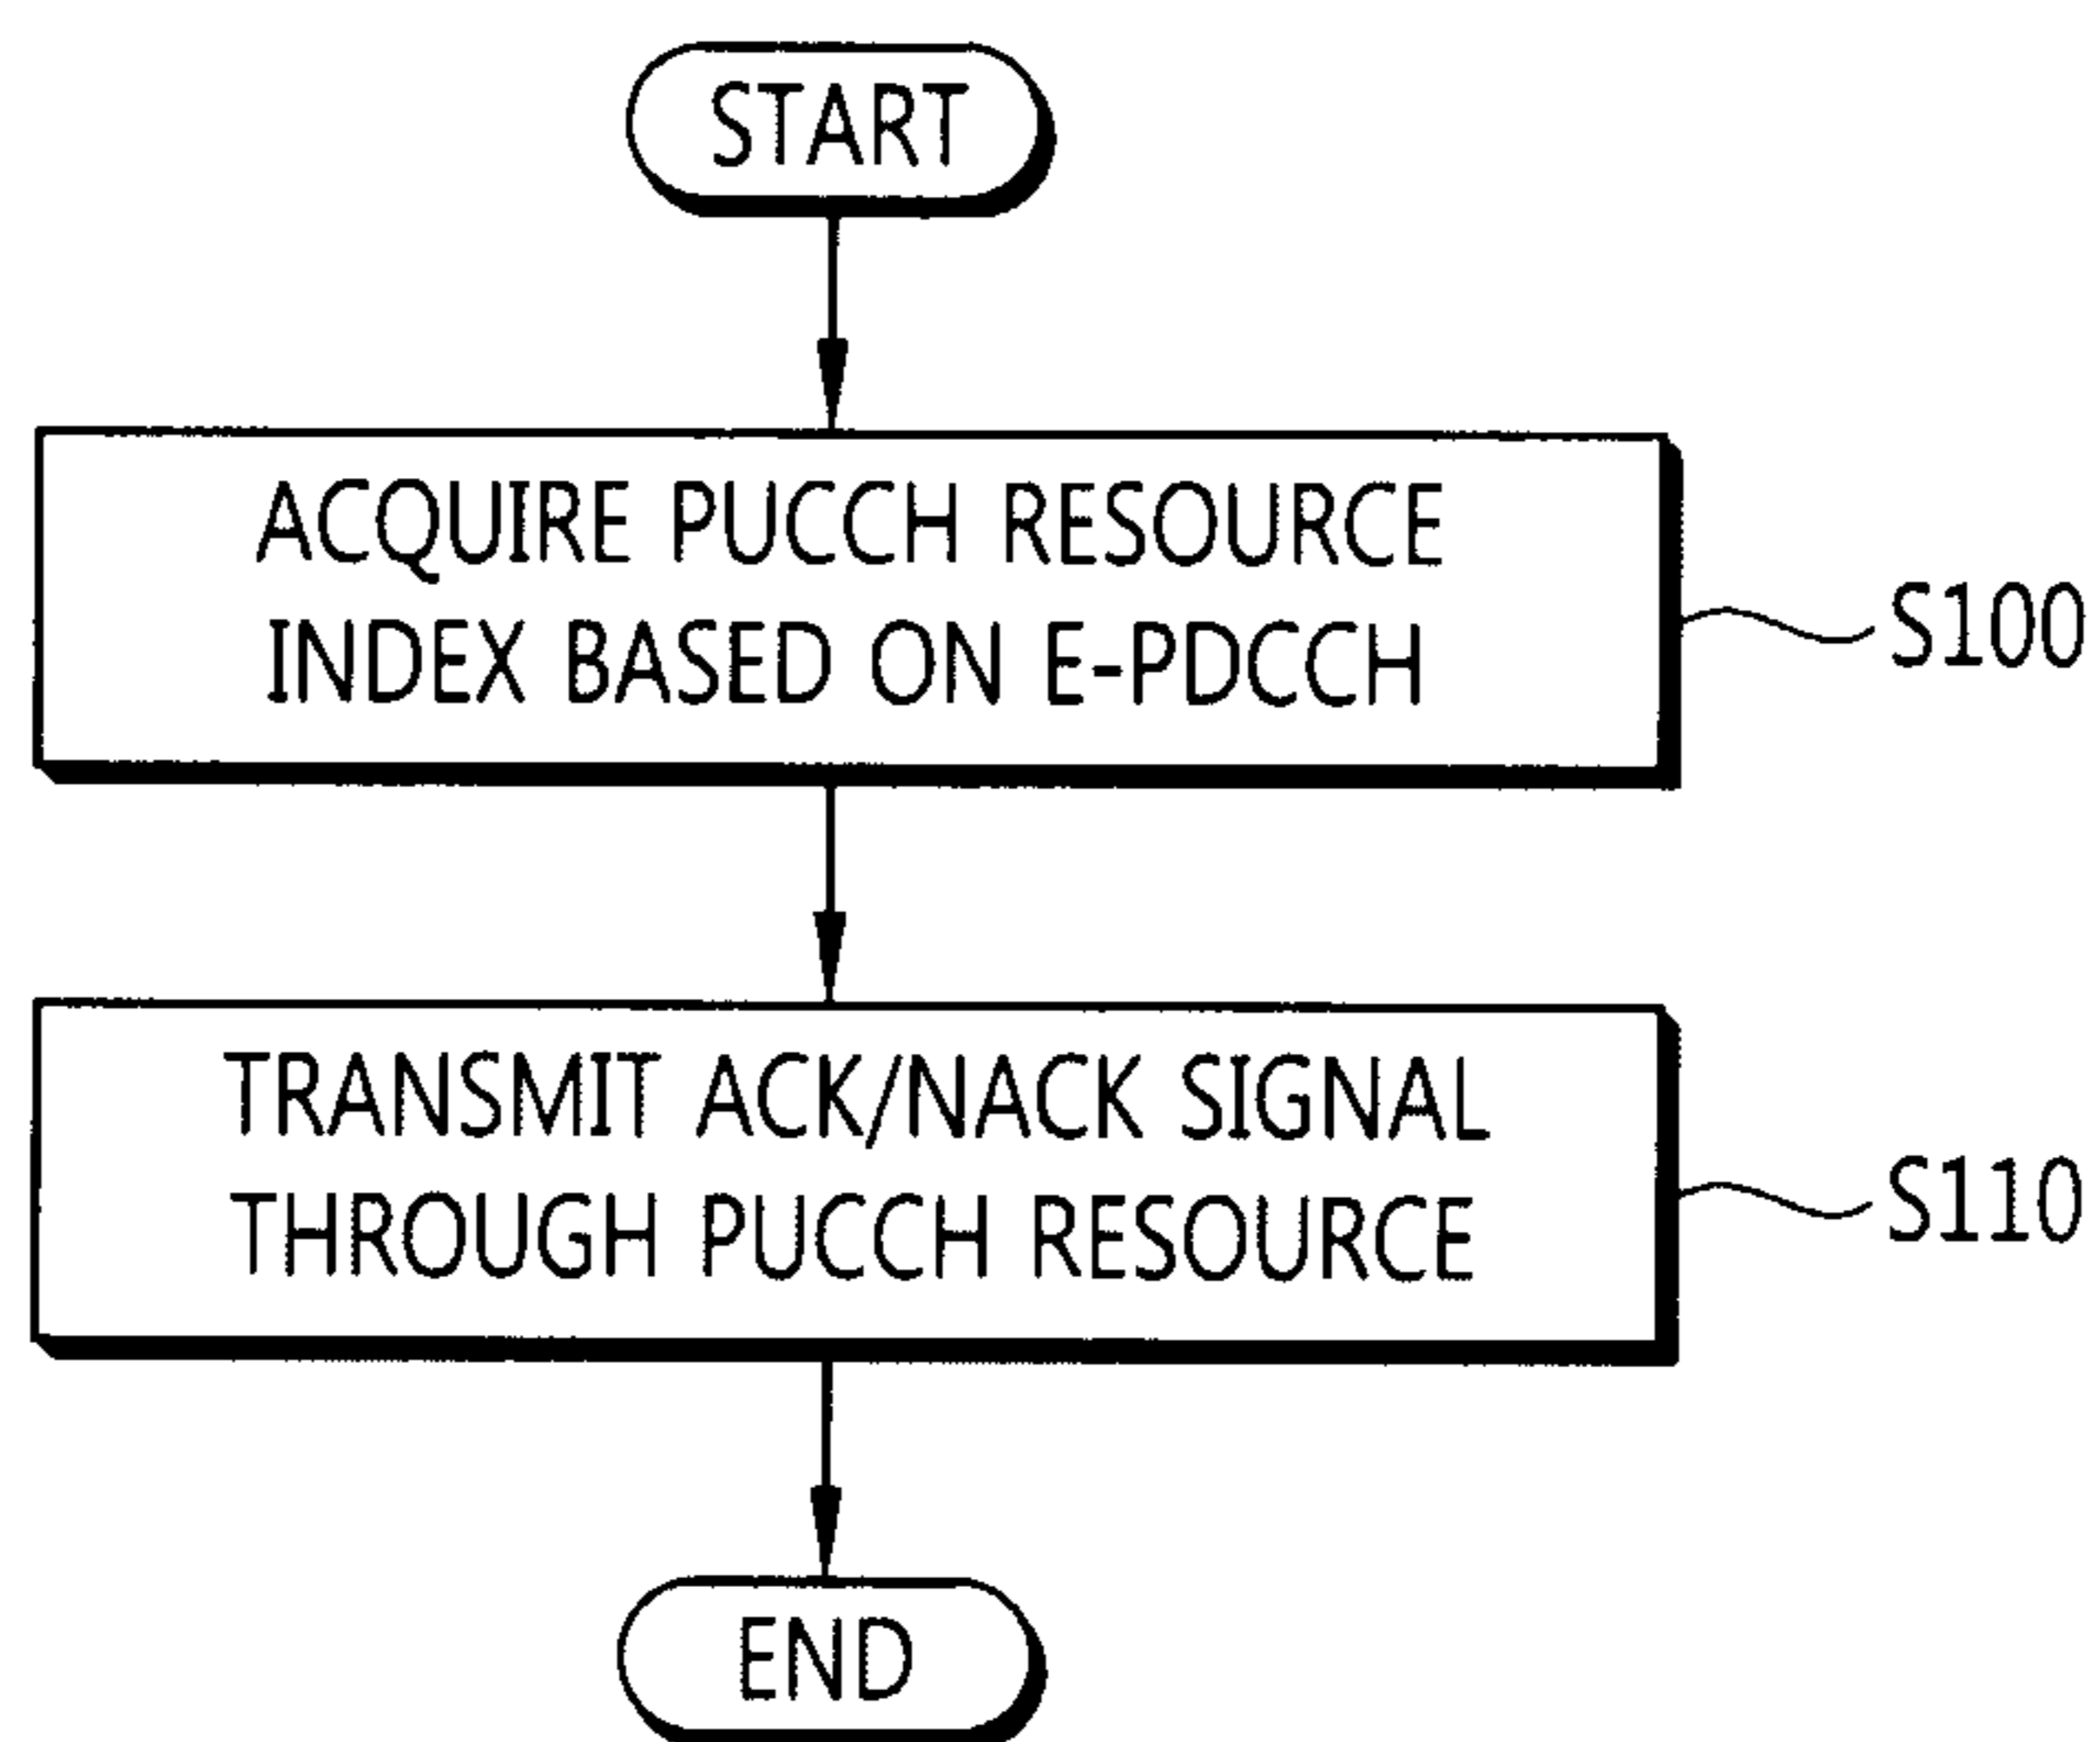 START
ACQUIRE PUCCH RESOURCE
INDEX BASED ON E-PDCCH
S100
TRANSMIT ACK/NACK SIGNAL
THROUGH PUCCH RESOURCE
S110
END